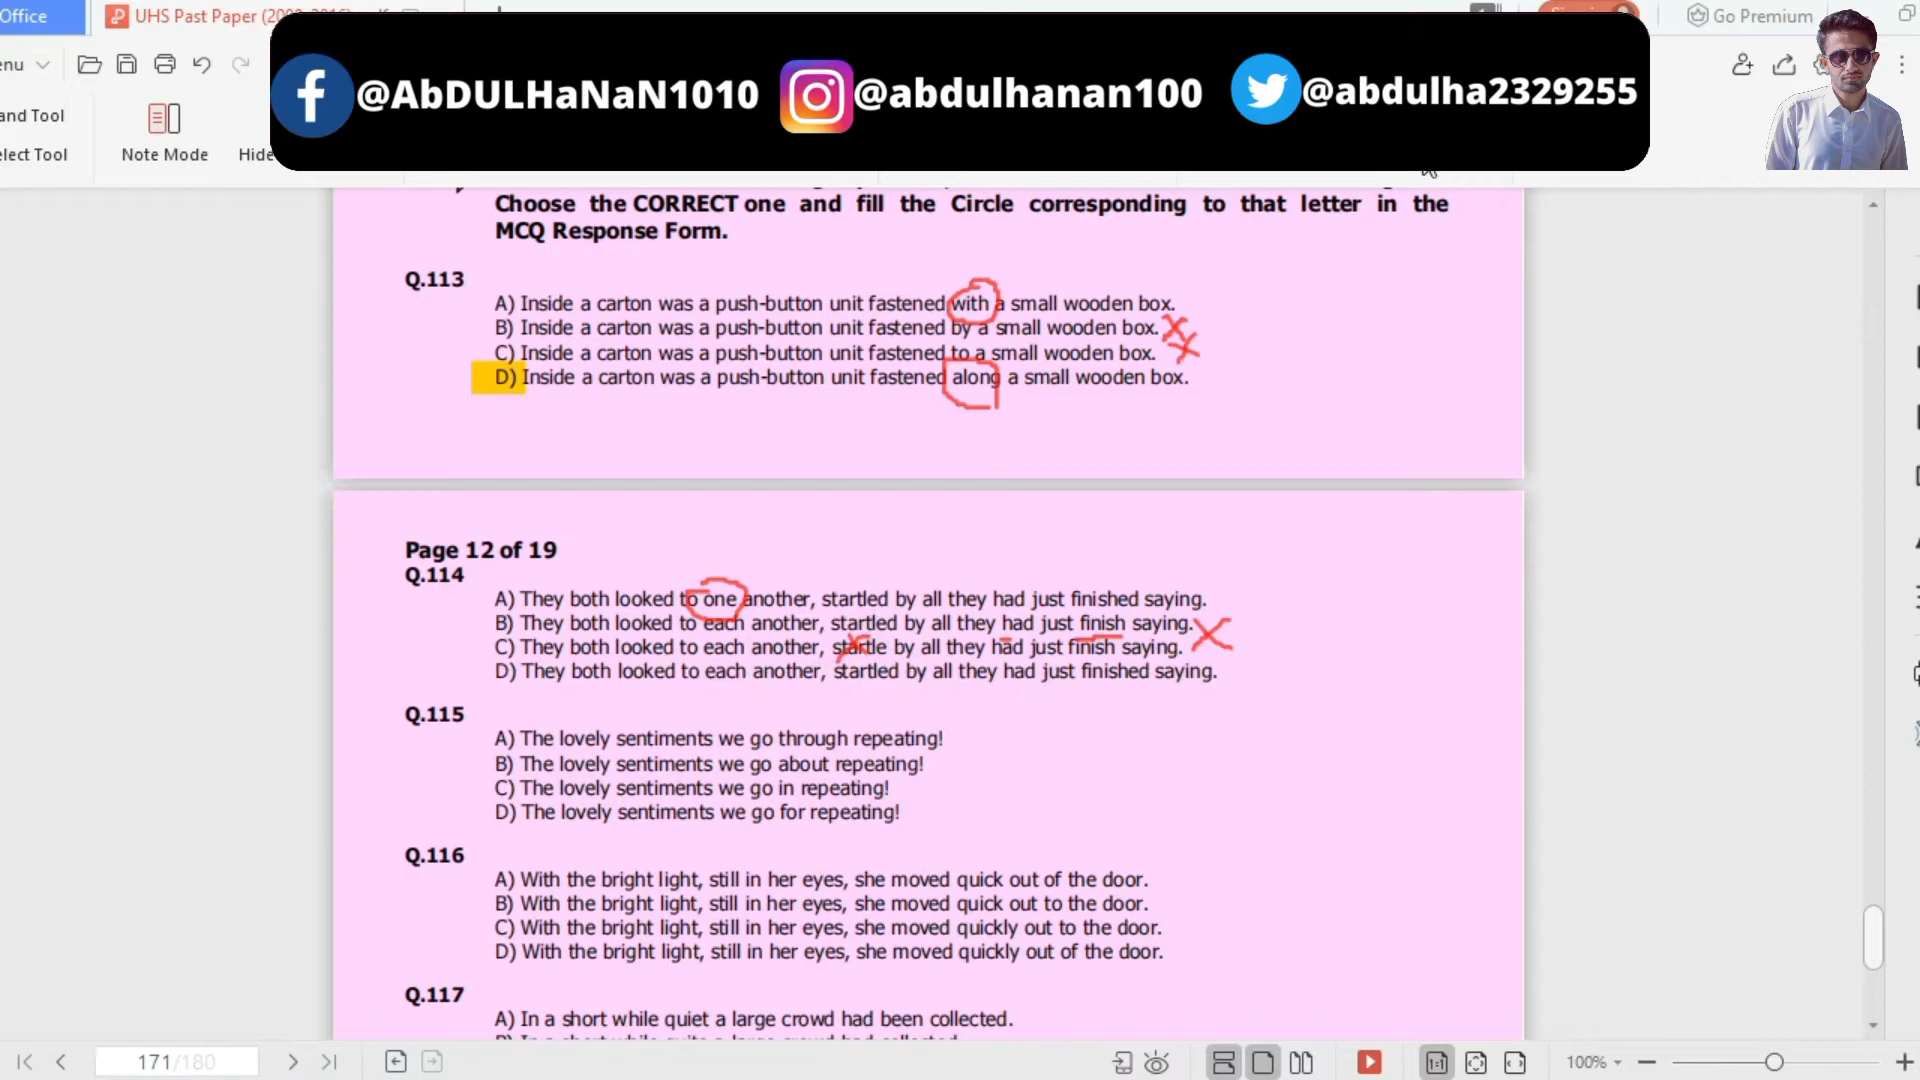 Office
UHS Past Paper
Go Premium
@AbDULHaNaN1010 @abdulhanan100 @abdulha2329255
Note Mode
Choose the CORRECT one and fill the Circle corresponding to that letter in the
MCQ Response Form.
Q.113
A) Inside a carton was a push-button unit fastened with a small wooden box.
B) Inside a carton was a push-button unit fastened by a small wooden box.
C) Inside a carton was a push-button unit fastened to a small wooden box.
D) Inside a carton was a push-button unit fastened along a small wooden box.
Page 12 of 19
Q.114
A) They both looked to one another, startled by all they had just finished saying.
B) They both looked to each another, startled by all they had just finish saying.
C) They both looked to each another, startle by all they had just finish saying.
D) They both looked to each another, startled by all they had just finished saying.
Q.115
A) The lovely sentiments we go through repeating!
B) The lovely sentiments we go about repeating!
C) The lovely sentiments we go in repeating!
D) The lovely sentiments we go for repeating!
Q.116
A) With the bright light, still in her eyes, she moved quick out of the door.
B) With the bright light, still in her eyes, she moved quick out to the door.
C) With the bright light, still in her eyes, she moved quickly out to the door.
D) With the bright light, still in her eyes, she moved quickly out of the door.
Q.117
A) In a short while quiet a large crowd had been collected.
171/180
100%